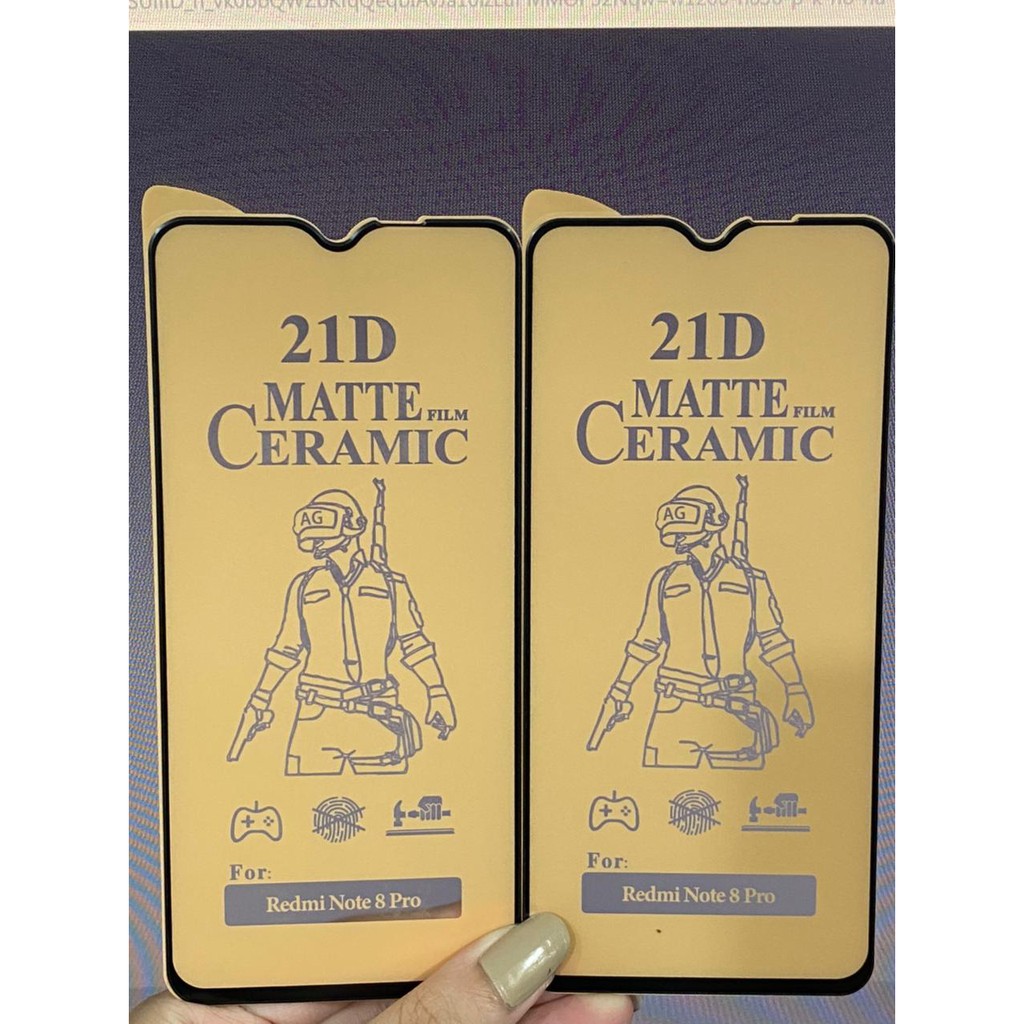 21D
MATTE FILM
CERAMIC
AG
For:
Redmi Note 8 Pro
21D
MATTE FILM
CERAMIC
AG
For:
Redmi Note 8 Pro